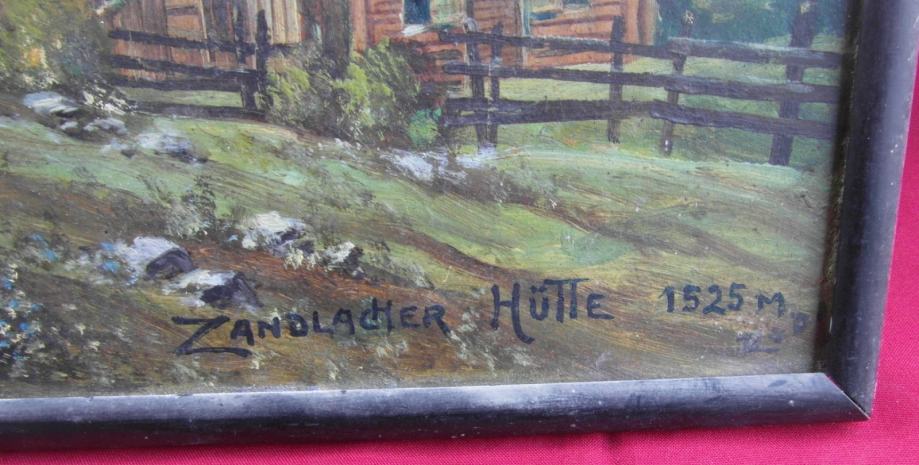 ZANDLACHER HÜTTE 1525 M